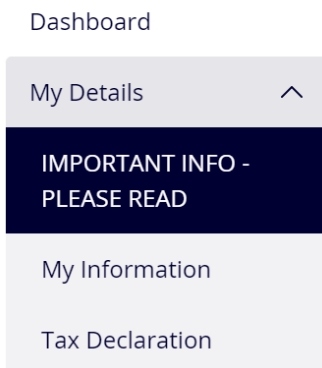 Dashboard
My Details
IMPORTANT INFO -
PLEASE READ
My Information
Tax Declaration